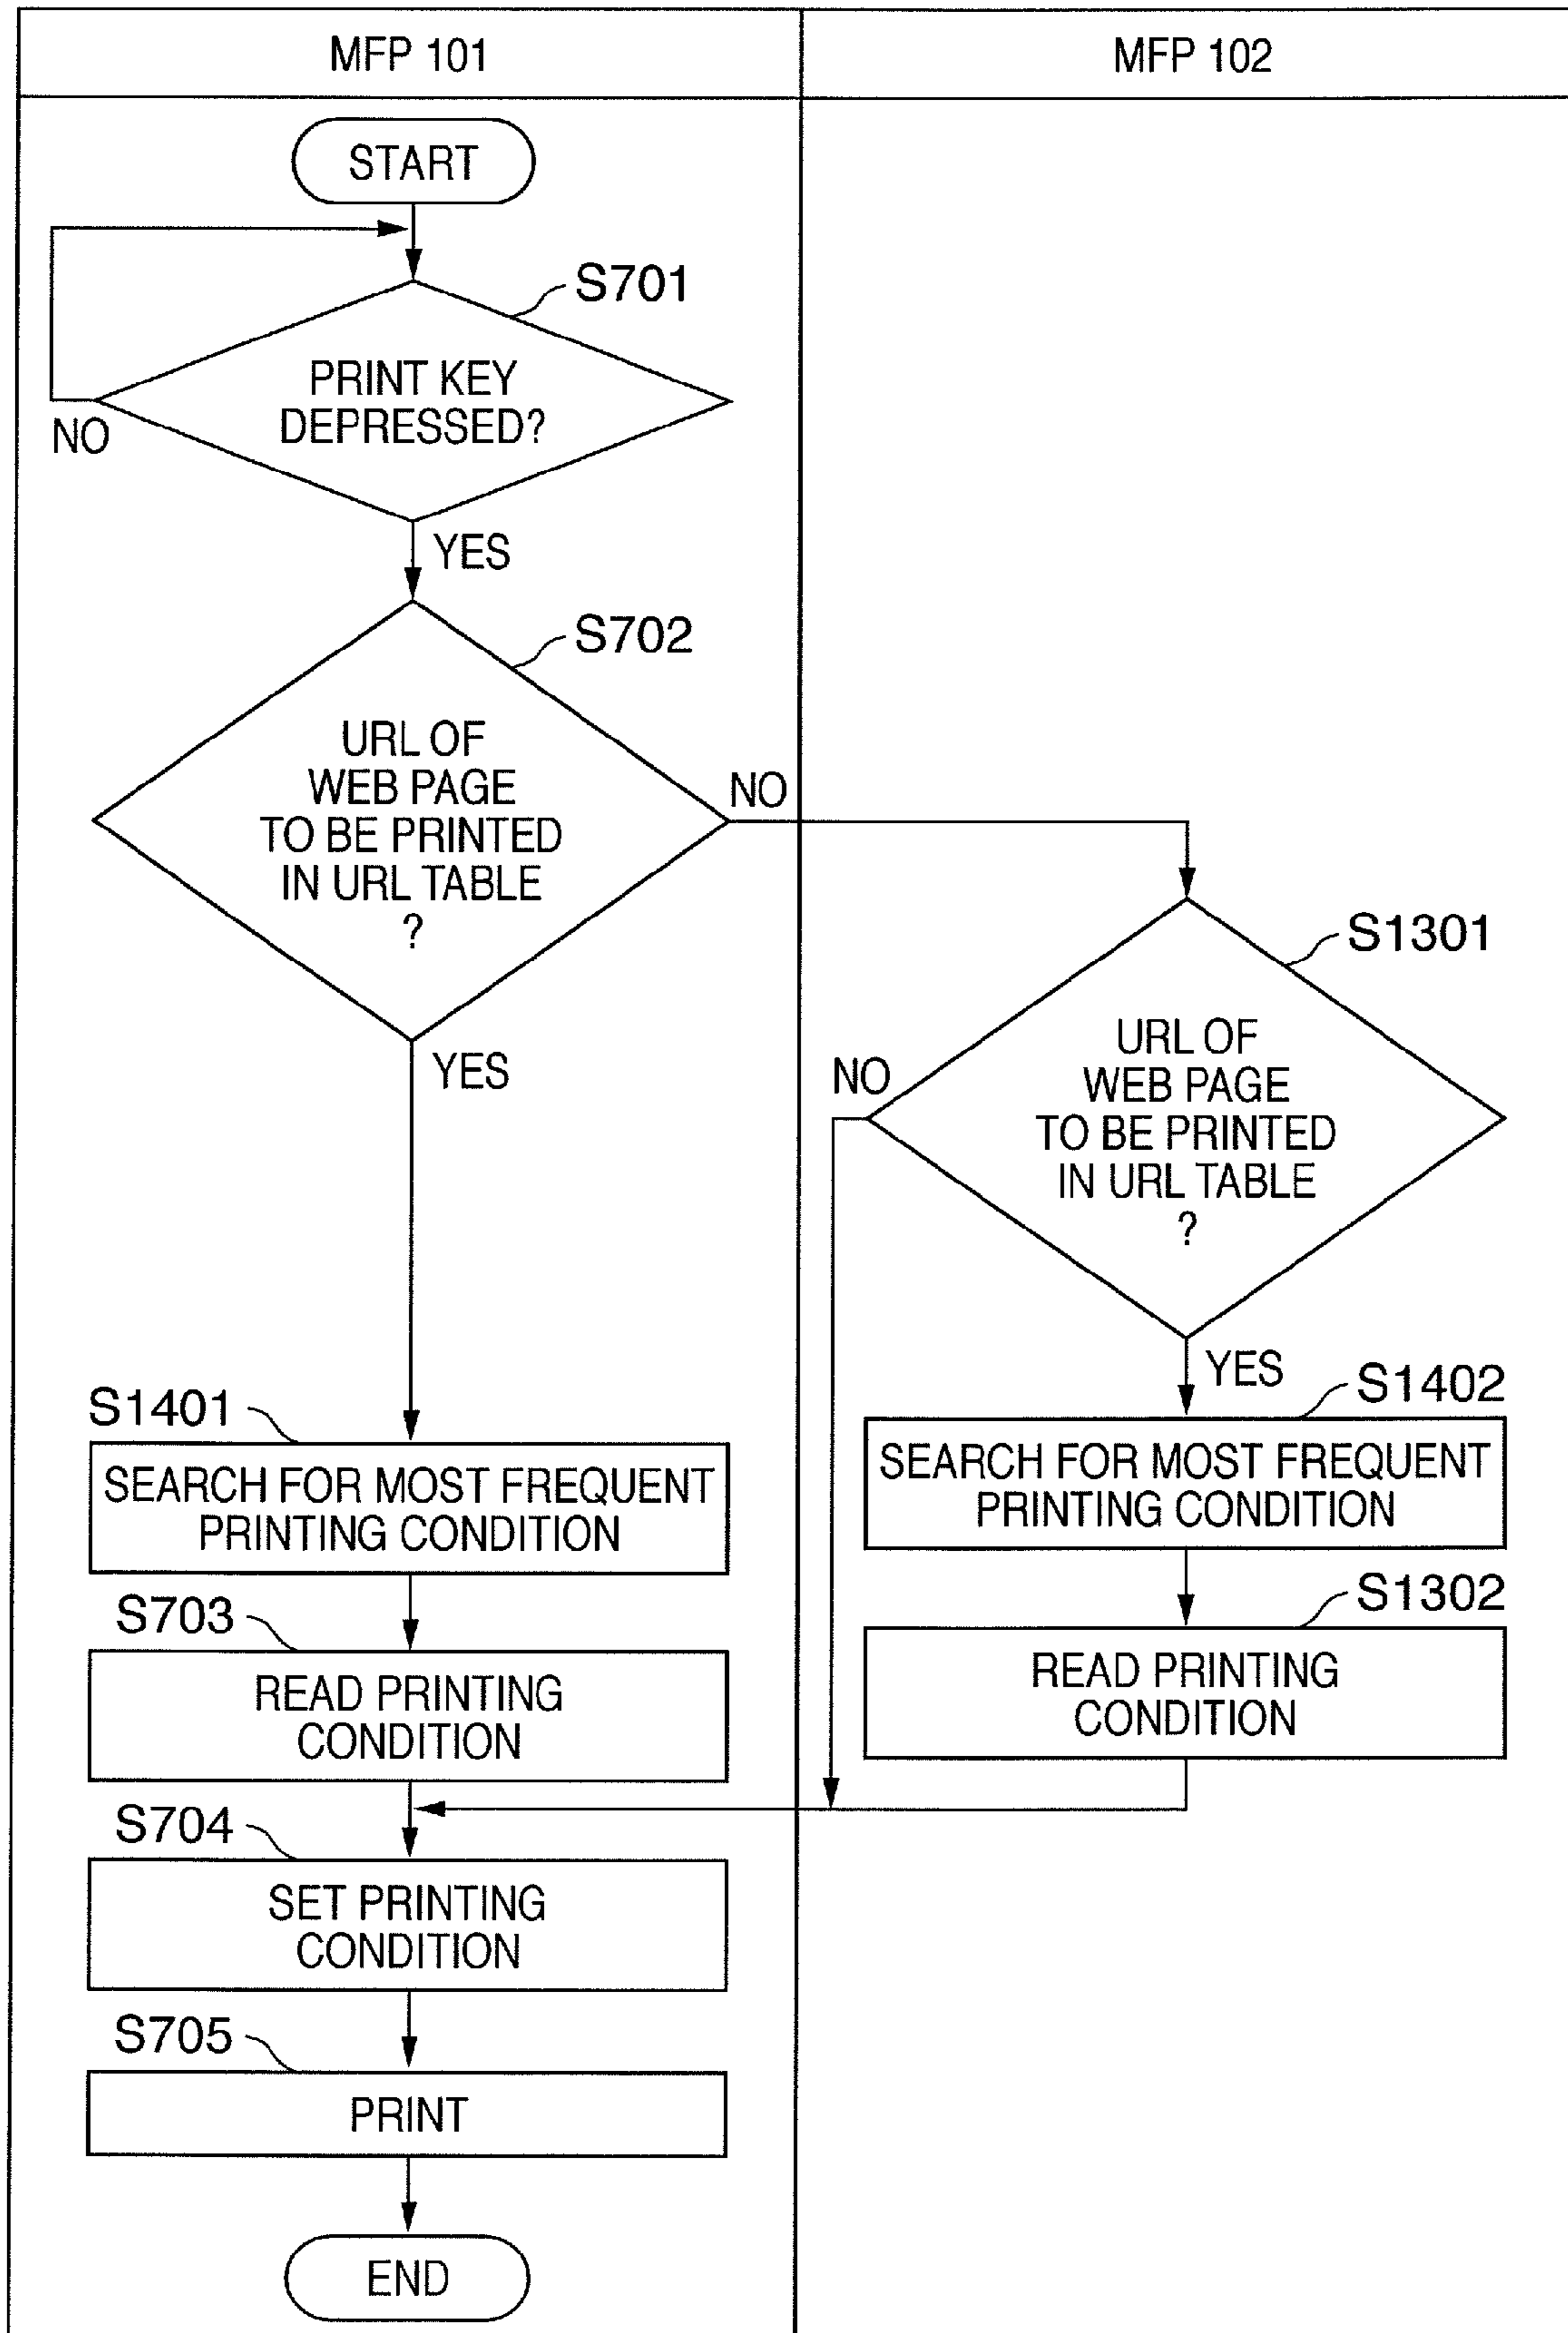 MFP 101
MFP 102
START
S701
PRINT KEY
DEPRESSED?
NO
YES
S702
URL OF
WEB PAGE
TO BE PRINTED
IN URL TABLE
?
NO
YES
S1301
URL OF
WEB PAGE
TO BE PRINTED
IN URL TABLE
?
NO
YES
S1401
SEARCH FOR MOST FREQUENT
PRINTING CONDITION
S1402
SEARCH FOR MOST FREQUENT
PRINTING CONDITION
S703
READ PRINTING
CONDITION
S1302
READ PRINTING
CONDITION
S704
SET PRINTING
CONDITION
S705
PRINT
END